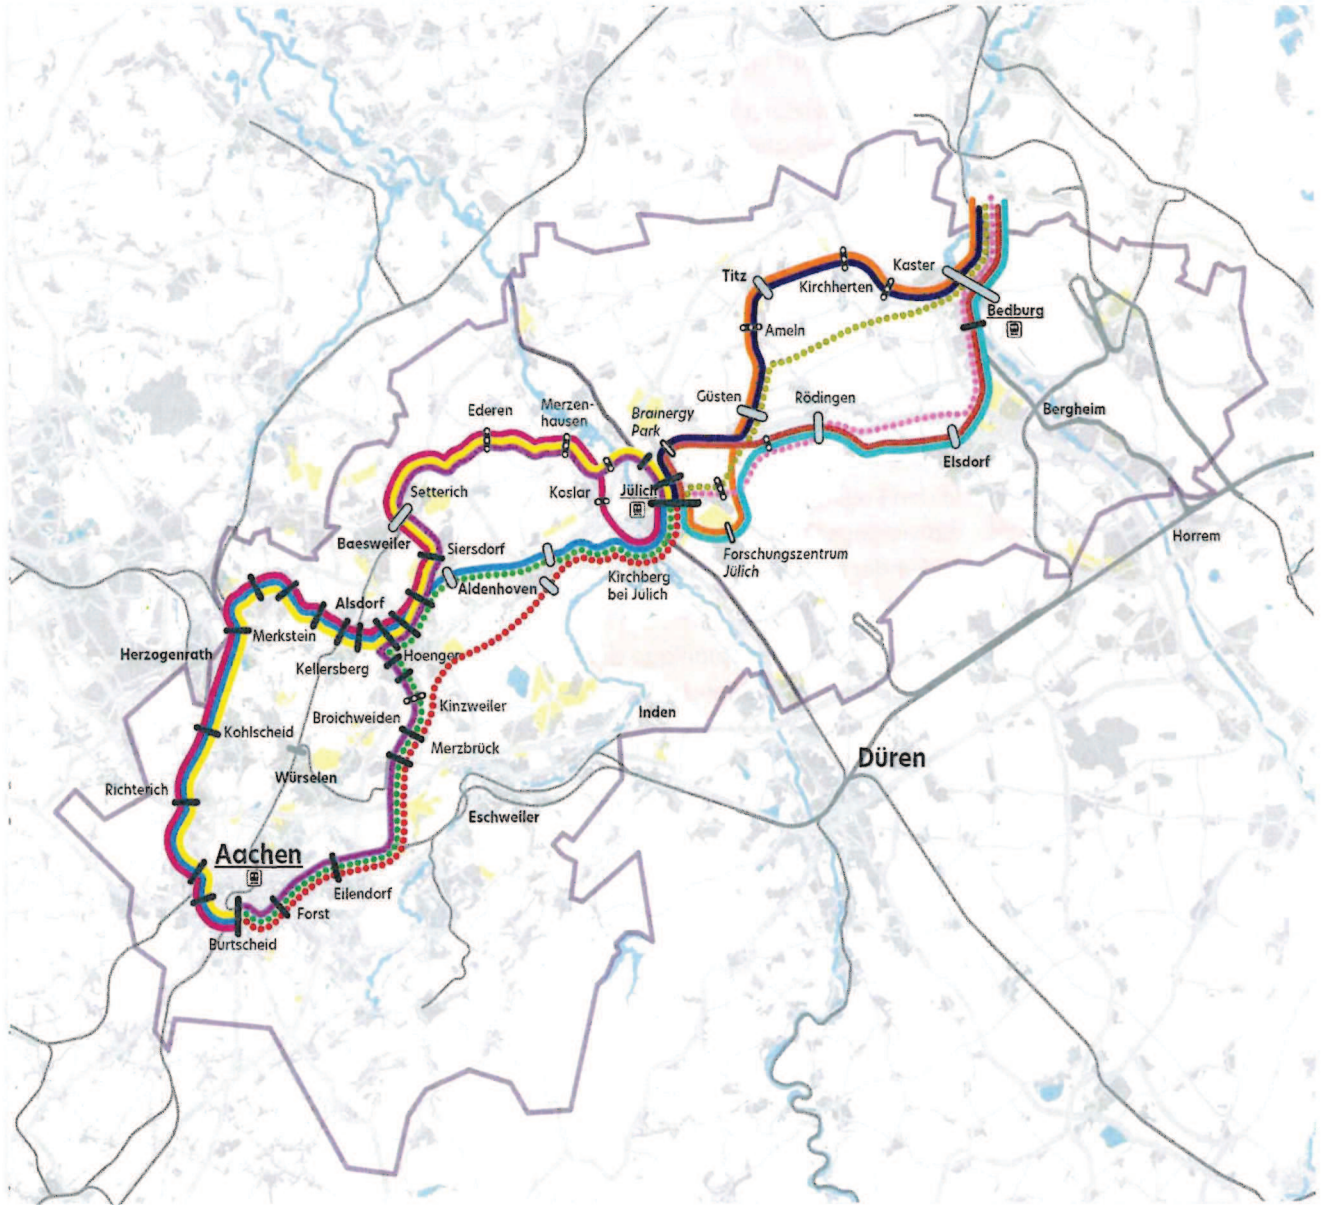 Kaster
Titz
Kirchherten
Bedburg
Ameln
Güsten
Rödingen
Bergheim
Ederen
Merzen-
hausen
Brainergy
Park
Elsdorf
Setterich
Koslar
Jülich
Baesweiler
Siersdorf
Forschungszentrum
Jülich
Horrem
Aldenhoven
Kirchberg
bei Jülich
Alsdorf
Merkstein
Herzogenrath
Kellersberg
Hoengen
Kinzweiler
Broichweiden
Inden
Kohlscheid
Merzbrück
Würselen
Düren
Richterich
Eschweiler
Aachen
Eilendorf
Forst
Burtscheid